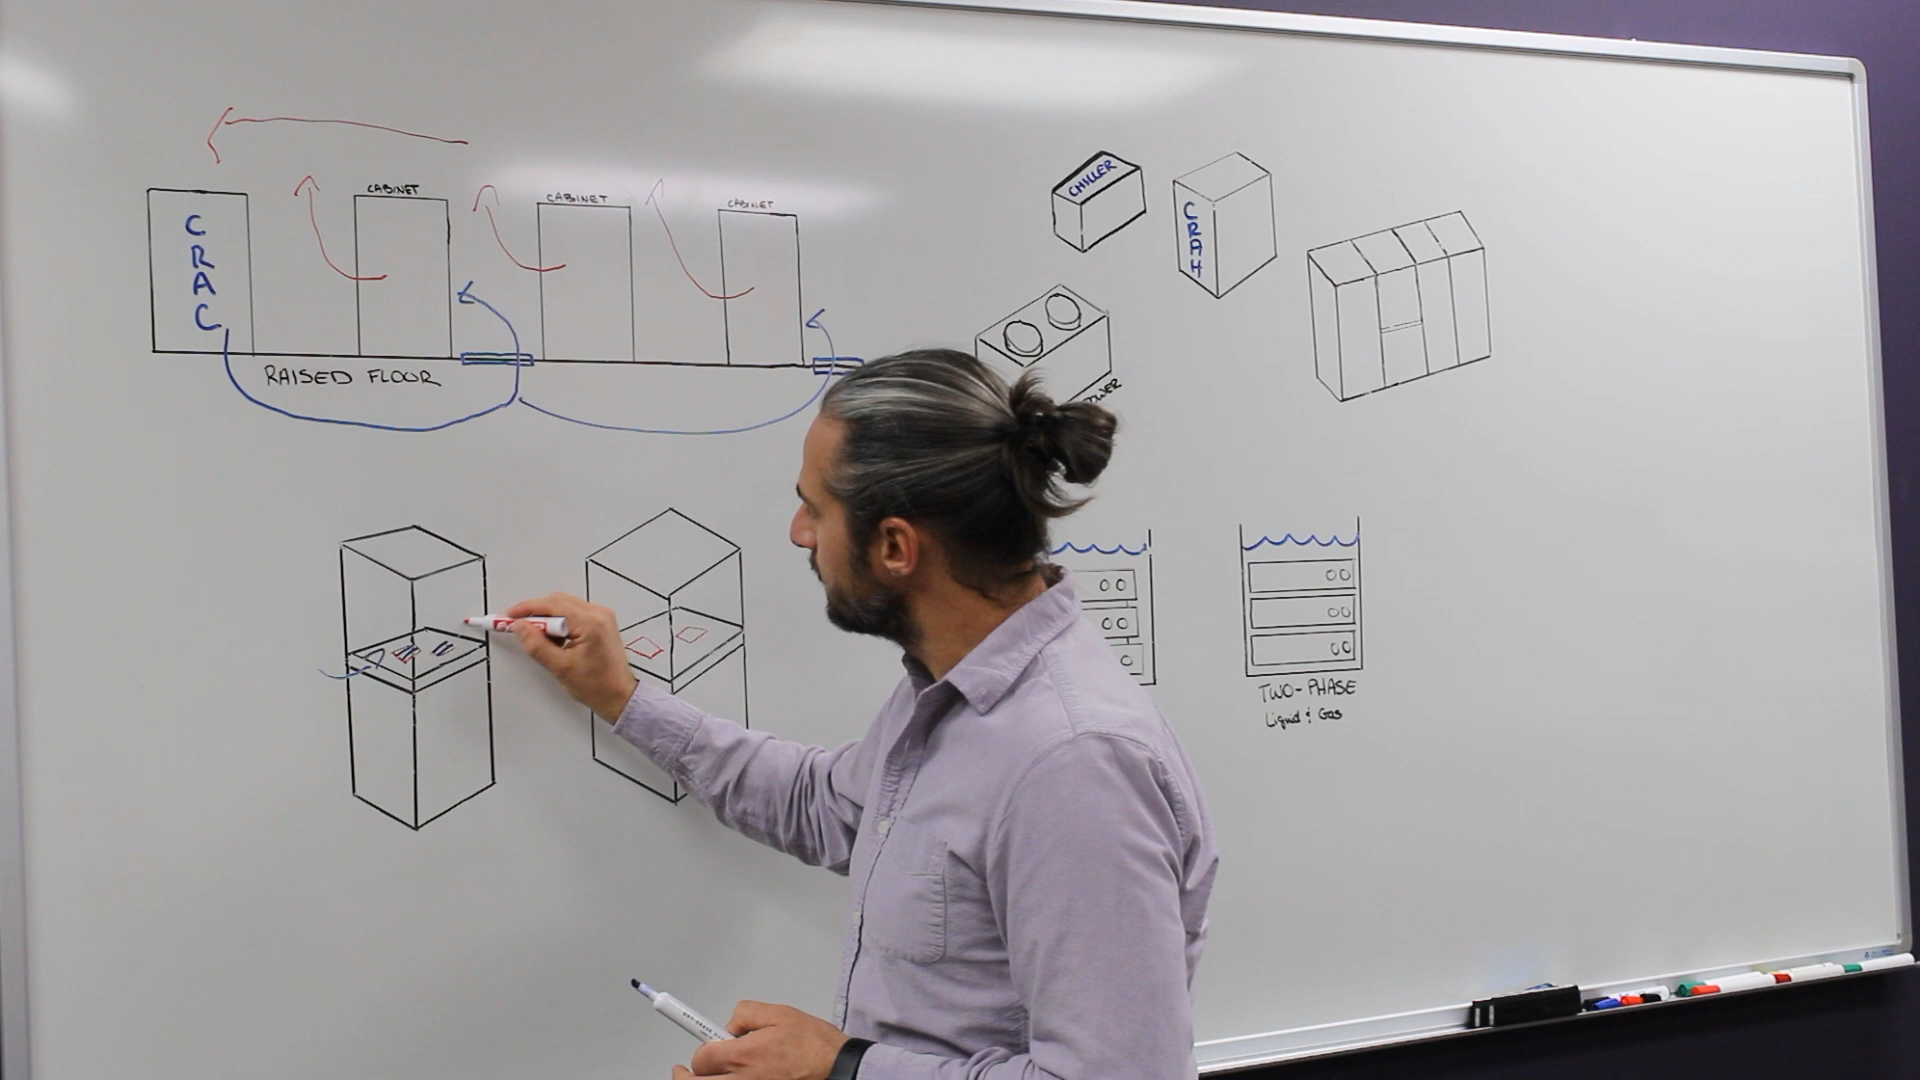 CABINET
CABINET
CABINET
CRAC
RAISED FLOOR
CHILLER
CRAH
TWO-PHASE
Liquid & Gas